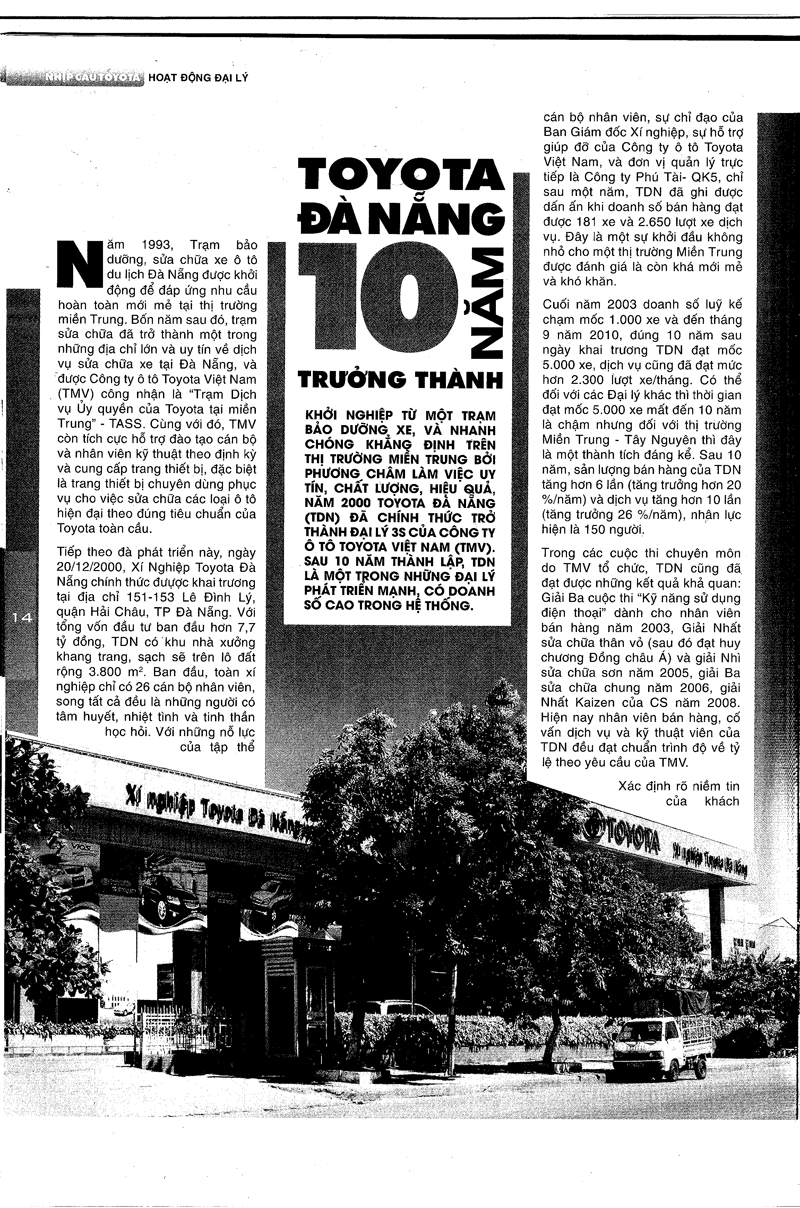 NHỊP CẦU TOYOTA HOẠT ĐỘNG ĐẠI LÝ
TOYOTA
ĐÀ NẴNG
10
NĂM
TRƯỞNG THÀNH
KHỞI NGHIỆP TỪ MỘT TRẠM
BẢO DƯỠNG XE, VÀ NHANH
CHÓNG KHẲNG ĐỊNH TRÊN
THỊ TRƯỜNG MIỀN TRUNG BỞI
PHƯƠNG CHÂM LÀM VIỆC UY
TÍN, CHẤT LƯỢNG, HIỆU QUẢ,
NĂM 2000 TOYOTA ĐÀ NẴNG
(TDN) ĐÃ CHÍNH THỨC TRỞ
THÀNH ĐẠI LÝ 3S CỦA CÔNG TY
Ô TÔ TOYOTA VIỆT NAM (TMV).
SAU 10 NĂM THÀNH LẬP, TDN
LÀ MỘT TRONG NHỮNG ĐẠI LÝ
PHÁT TRIỂN MẠNH, CÓ DOANH
SỐ CAO TRONG HỆ THỐNG.
Năm 1993, Trạm bảo
dưỡng, sửa chữa xe ô tô
du lịch Đà Nẵng được khởi
động để đáp ứng nhu cầu
hoàn toàn mới mẻ tại thị trường
miền Trung. Bốn năm sau đó, trạm
sửa chữa đã trở thành một trong
những địa chỉ lớn và uy tín về dịch
vụ sửa chữa xe tại Đà Nẵng, và
được Công ty ô tô Toyota Việt Nam
(TMV) công nhận là “Trạm Dịch
vụ Ủy quyền của Toyota tại miền
Trung” - TASS. Cùng với đó, TMV
còn tích cực hỗ trợ đào tạo cán bộ
và nhân viên kỹ thuật theo định kỳ
và cung cấp trang thiết bị, đặc biệt
là trang thiết bị chuyên dùng phục
vụ cho việc sửa chữa các loại ô tô
hiện đại theo đúng tiêu chuẩn của
Toyota toàn cầu.
Tiếp theo đà phát triển này, ngày
20/12/2000, Xí Nghiệp Toyota Đà
Nẵng chính thức đưược khai trương
tại địa chỉ 151-153 Lê Đình Lý,
quận Hải Châu, TP Đà Nẵng. Với
tổng vốn đầu tư ban đầu hơn 7,7
tỷ đồng, TDN có khu nhà xưởng
khang trang, sạch sẽ trên lô đất
rộng 3.800 m². Ban đầu, toàn xí
nghiệp chỉ có 26 cán bộ nhân viên,
song tất cả đều là những người có
tâm huyết, nhiệt tình và tinh thần
học hỏi. Với những nỗ lực
của tập thể
cán bộ nhân viên, sự chỉ đạo của
Ban Giám đốc Xí nghiệp, sự hỗ trợ
giúp đỡ của Công ty ô tô Toyota
Việt Nam, và đơn vị quản lý trực
tiếp là Công ty Phú Tài- QK5, chỉ
sau một năm, TDN đã ghi được
dấn ấn khi doanh số bán hàng đạt
được 181 xe và 2.650 lượt xe dịch
vụ. Đây là một sự khởi đầu không
nhỏ cho một thị trường Miền Trung
được đánh giá là còn khá mới mẻ
và khó khăn.
Cuối năm 2003 doanh số luỹ kế
chạm mốc 1.000 xe và đến tháng
9 năm 2010, đúng 10 năm sau
ngày khai trương TDN đạt mốc
5.000 xe, dịch vụ cũng đã đạt mức
hơn 2.300 lượt xe/tháng. Có thể
đối với các Đại lý khác thì thời gian
đạt mốc 5.000 xe mất đến 10 năm
là chậm nhưng đối với thị trường
Miền Trung - Tây Nguyên thì đây
là một thành tích đáng kể. Sau 10
năm, sản lượng bán hàng của TDN
tăng hơn 6 lần (tăng trưởng hơn 20
%/năm) và dịch vụ tăng hơn 10 lần
(tăng trưởng 26 %/năm), nhận lực
hiện là 150 người.
Trong các cuộc thi chuyên môn
do TMV tổ chức, TDN cũng đã
đạt được những kết quả khả quan:
Giải Ba cuộc thi “Kỹ năng sử dụng
điện thoại” dành cho nhân viên
bán hàng năm 2003, Giải Nhất
sửa chữa thân vỏ (sau đó đạt huy
chương Đồng châu Á) và giải Nhì
sửa chữa sơn năm 2005, giải Ba
sửa chữa chung năm 2006, giải
Nhất Kaizen của CS năm 2008.
Hiện nay nhân viên bán hàng, cố
vấn dịch vụ và kỹ thuật viên của
TDN đều đạt chuẩn trình độ về tỷ
lệ theo yêu cầu của TMV.
Xác định rõ niềm tin
của khách
14
Xí nghiệp Toyota Đà Nẵng
TOYOTA Xí nghiệp Toyota Đà Nẵng
VIOS